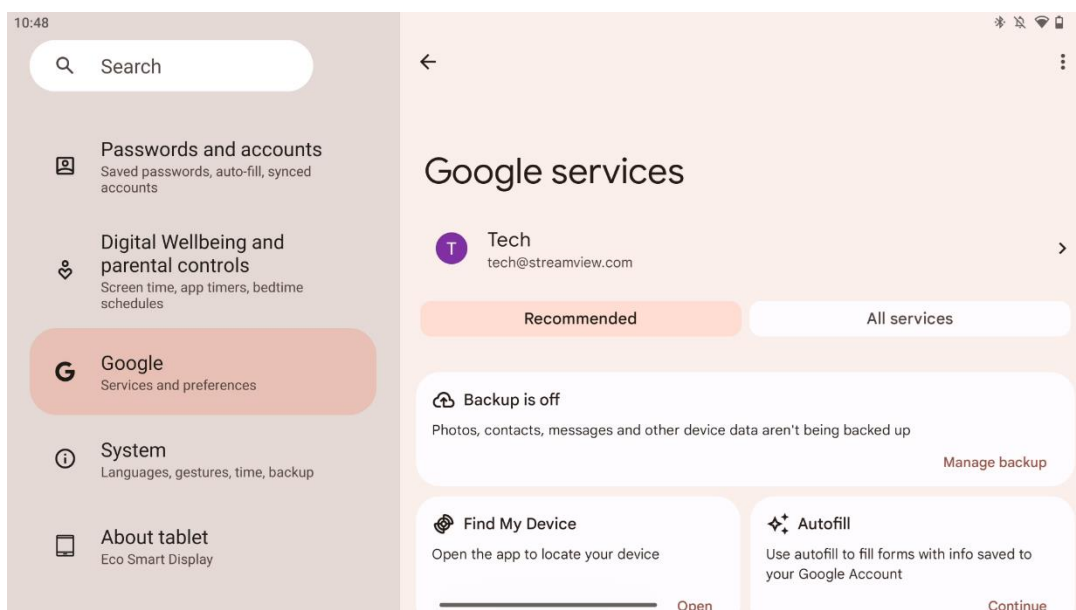 10:48
Search
Passwords and accounts
Saved passwords, auto-fill, synced
accounts
Digital Wellbeing and
parental controls
Screen time, app timers, bedtime
schedules
G
Google
Services and preferences
System
Languages, gestures, time, backup
About tablet
Eco Smart Display
Google services
T
Tech
tech@streamview.com
Recommended
All services
Backup is off
Photos, contacts, messages and other device data aren't being backed up
Manage backup
Find My Device
Open the app to locate your device
Open
Autofill
Use autofill to fill forms with info saved to
your Google Account
Continue